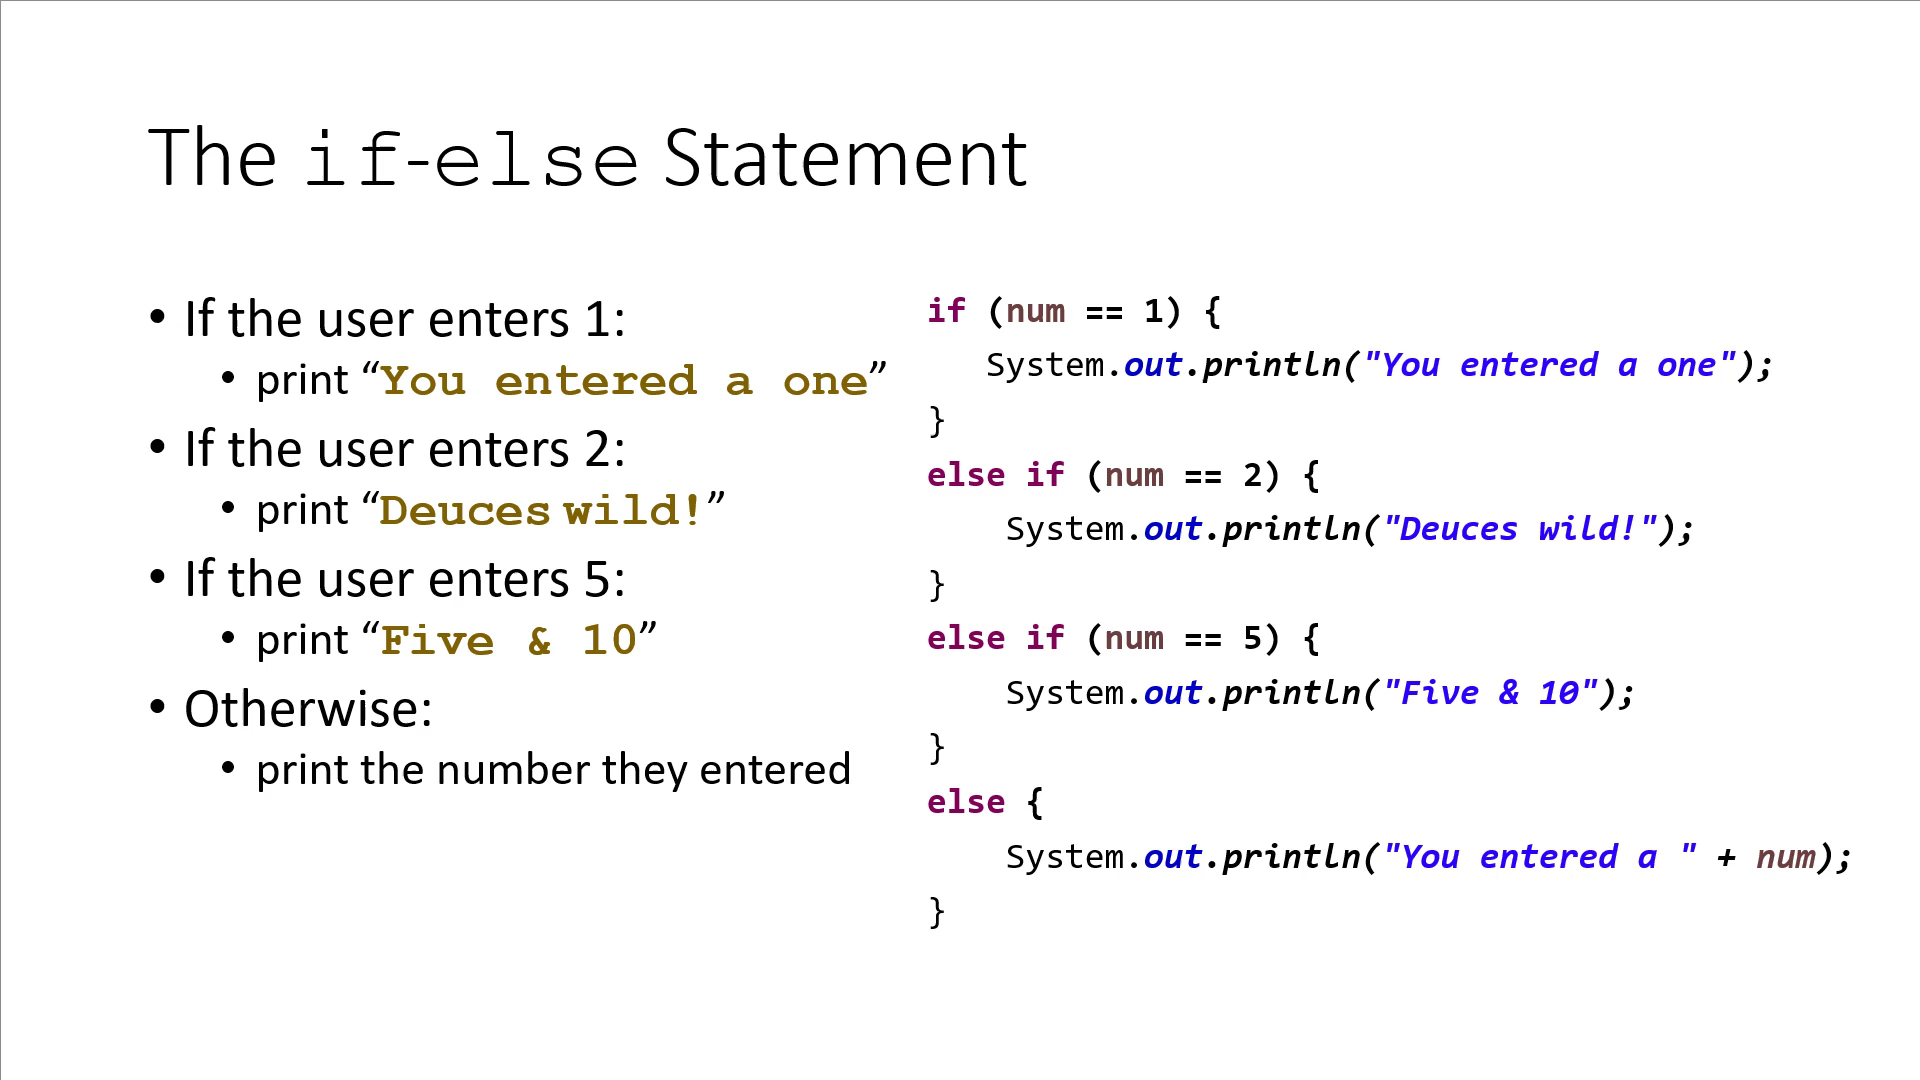 The if-else Statement
• If the user enters 1:
• print “You entered a one”
• If the user enters 2:
• print “Deuces wild!”
• If the user enters 5:
• print “Five & 10”
• Otherwise:
• print the number they entered
if (num == 1) {
   System.out.println("You entered a one");
}
else if (num == 2) {
    System.out.println("Deuces wild!");
}
else if (num == 5) {
    System.out.println("Five & 10");
}
else {
    System.out.println("You entered a " + num);
}